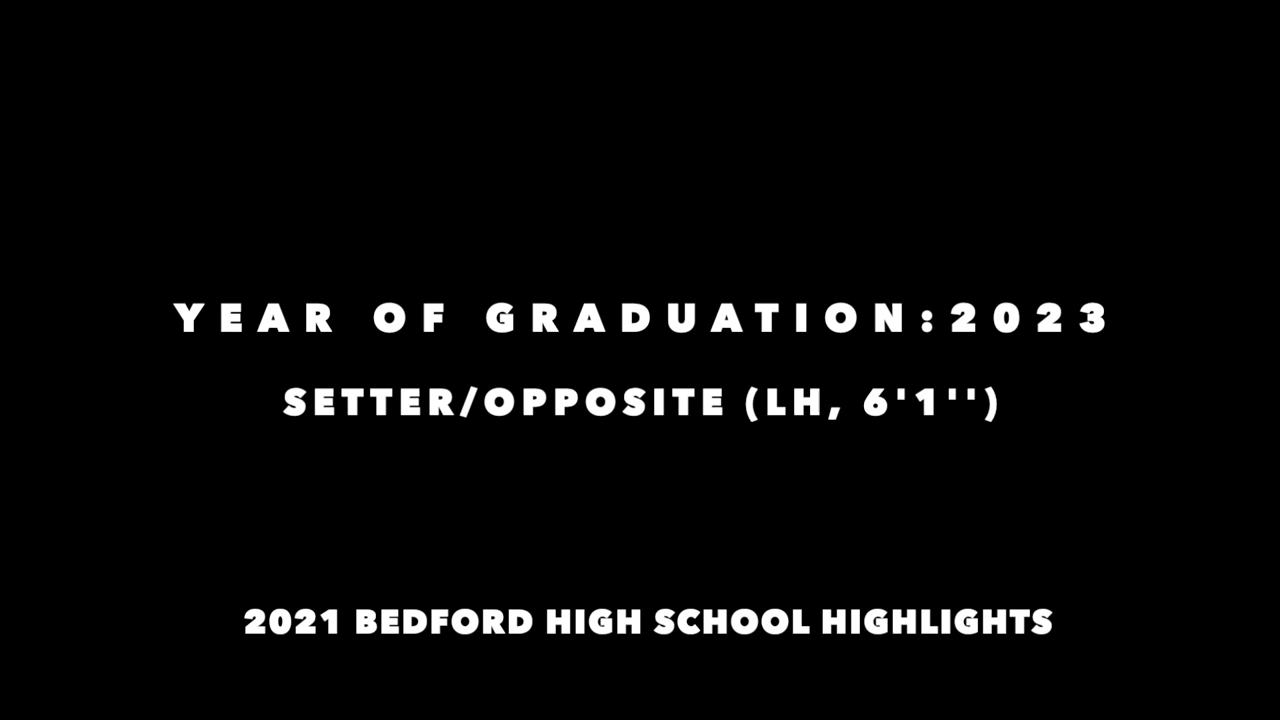 YEAR OF GRADUATION:2023
SETTER/OPPOSITE (LH, 6'1'')
2021 BEDFORD HIGH SCHOOL HIGHLIGHTS